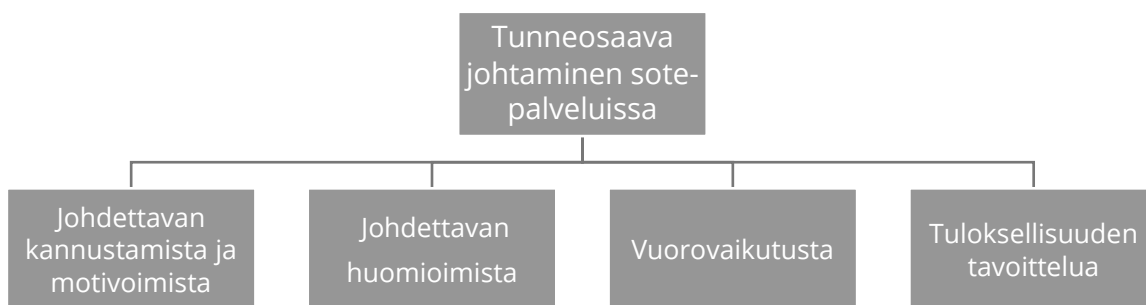 Tunneosaava
johtaminen sote-
palveluissa
Johdettavan
kannustamista ja
motivoimista
Johdettavan
huomioimista
Vuorovaikutusta
Tuloksellisuuden
tavoittelua